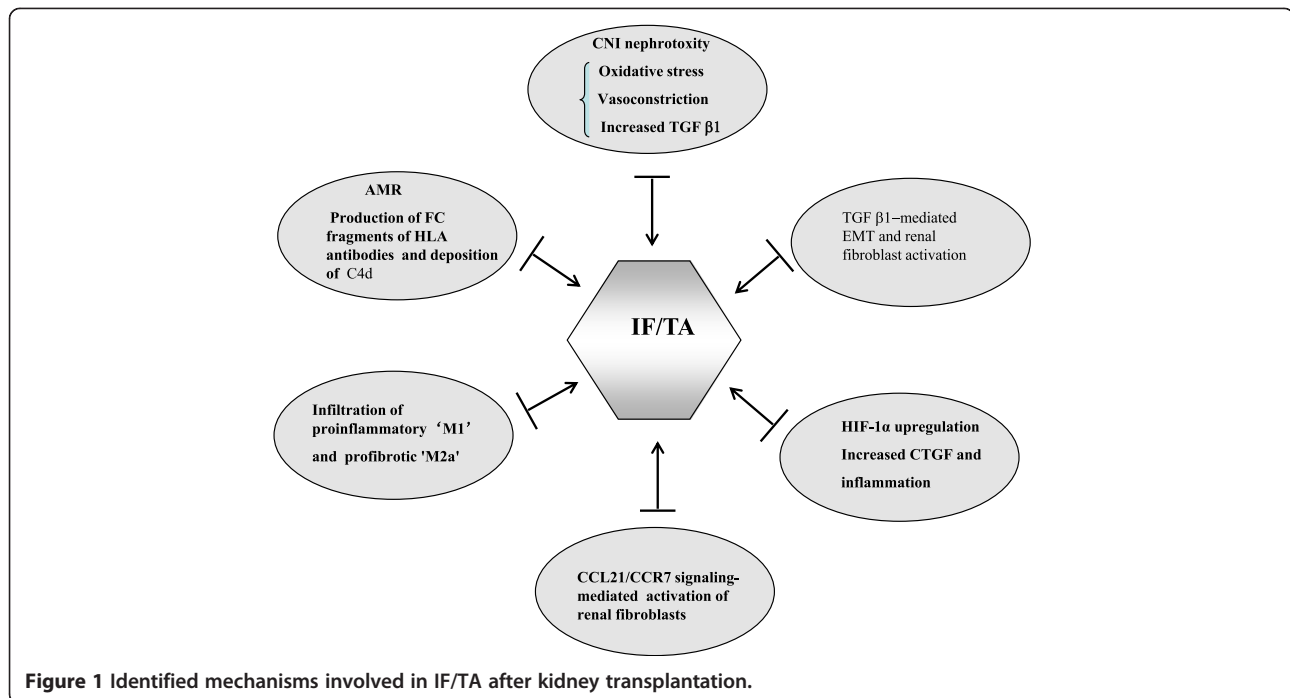 CNI nephrotoxity
Oxidative stress
Vasoconstriction
Increased TGF β1
AMR
Production of FC
fragments of HLA
antibodies and deposition
of C4d
TGF β1–mediated
EMT and renal
fibroblast activation
IF/TA
Infiltration of
proinflammatory ‘M1’
and profibrotic 'M2a'
HIF-1α upregulation
Increased CTGF and
inflammation
CCL21/CCR7 signaling-
mediated activation of
renal fibroblasts
Figure 1 Identified mechanisms involved in IF/TA after kidney transplantation.